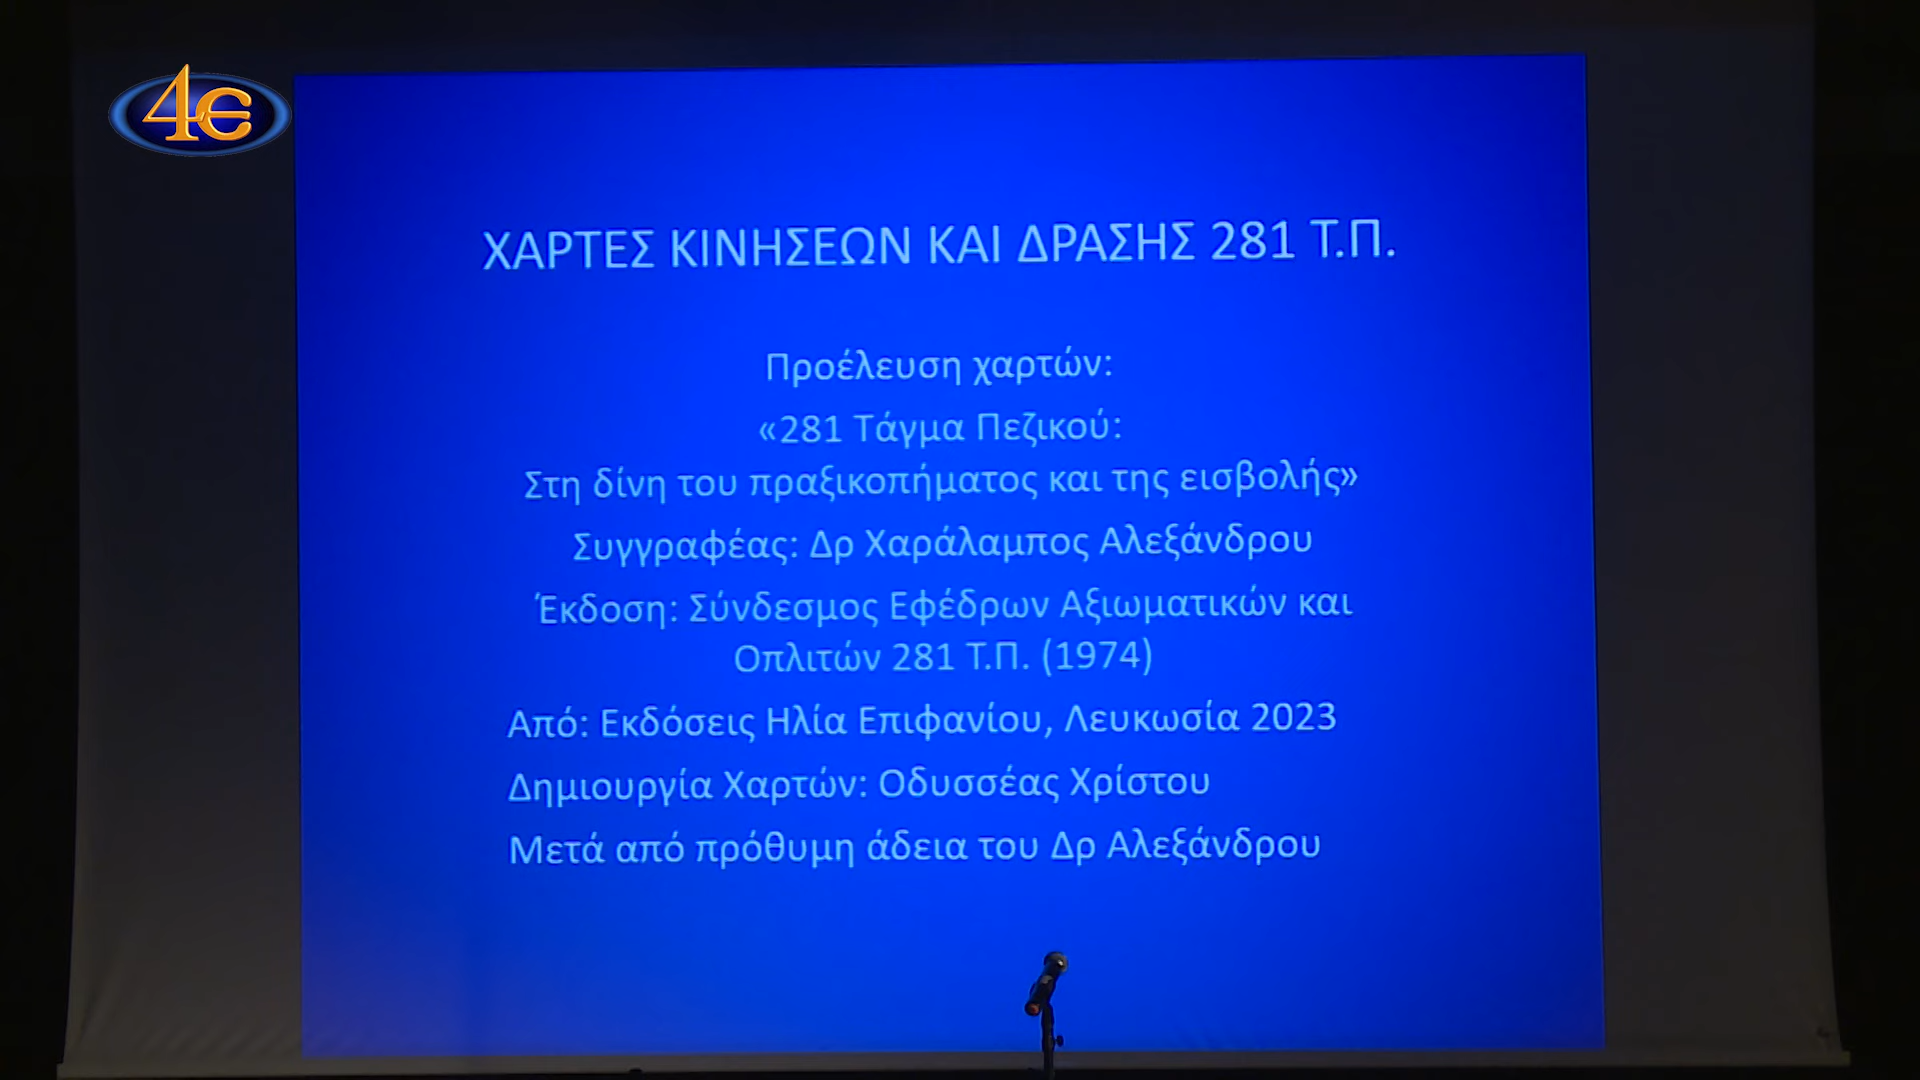 4ε
ΧΑΡΤΕΣ ΚΙΝΗΣΕΩΝ ΚΑΙ ΔΡΑΣΗΣ 281 Τ.Π.
Προέλευση χαρτών:
«281 Τάγμα Πεζικού:
Στη δίνη του πραξικοπήματος και της εισβολής»
Συγγραφέας: Δρ Χαράλαμπος Αλεξάνδρου
Έκδοση: Σύνδεσμος Εφέδρων Αξιωματικών και
Οπλιτών 281 Τ.Π. (1974)
Από: Εκδόσεις Ηλία Επιφανίου, Λευκωσία 2023
Δημιουργία Χαρτών: Οδυσσέας Χρίστου
Μετά από πρόθυμη άδεια του Δρ Αλεξάνδρου